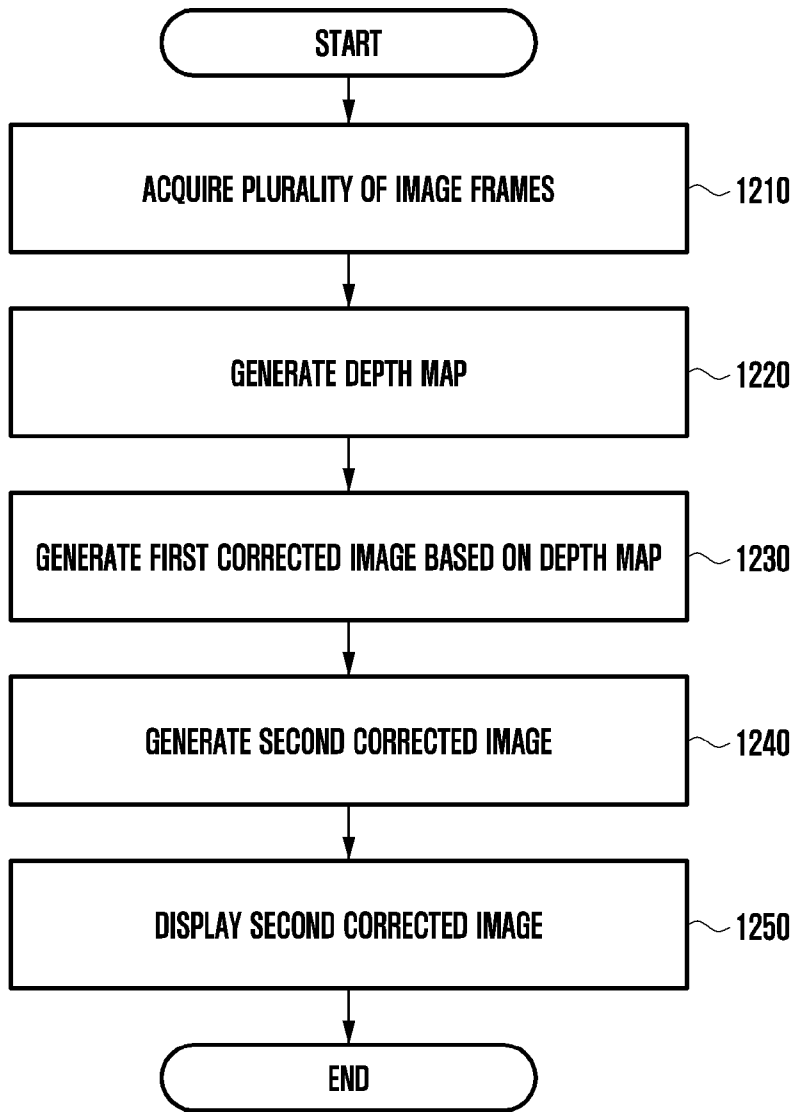 START
ACQUIRE PLURALITY OF IMAGE FRAMES 1210
GENERATE DEPTH MAP 1220
GENERATE FIRST CORRECTED IMAGE BASED ON DEPTH MAP 1230
GENERATE SECOND CORRECTED IMAGE 1240
DISPLAY SECOND CORRECTED IMAGE 1250
END